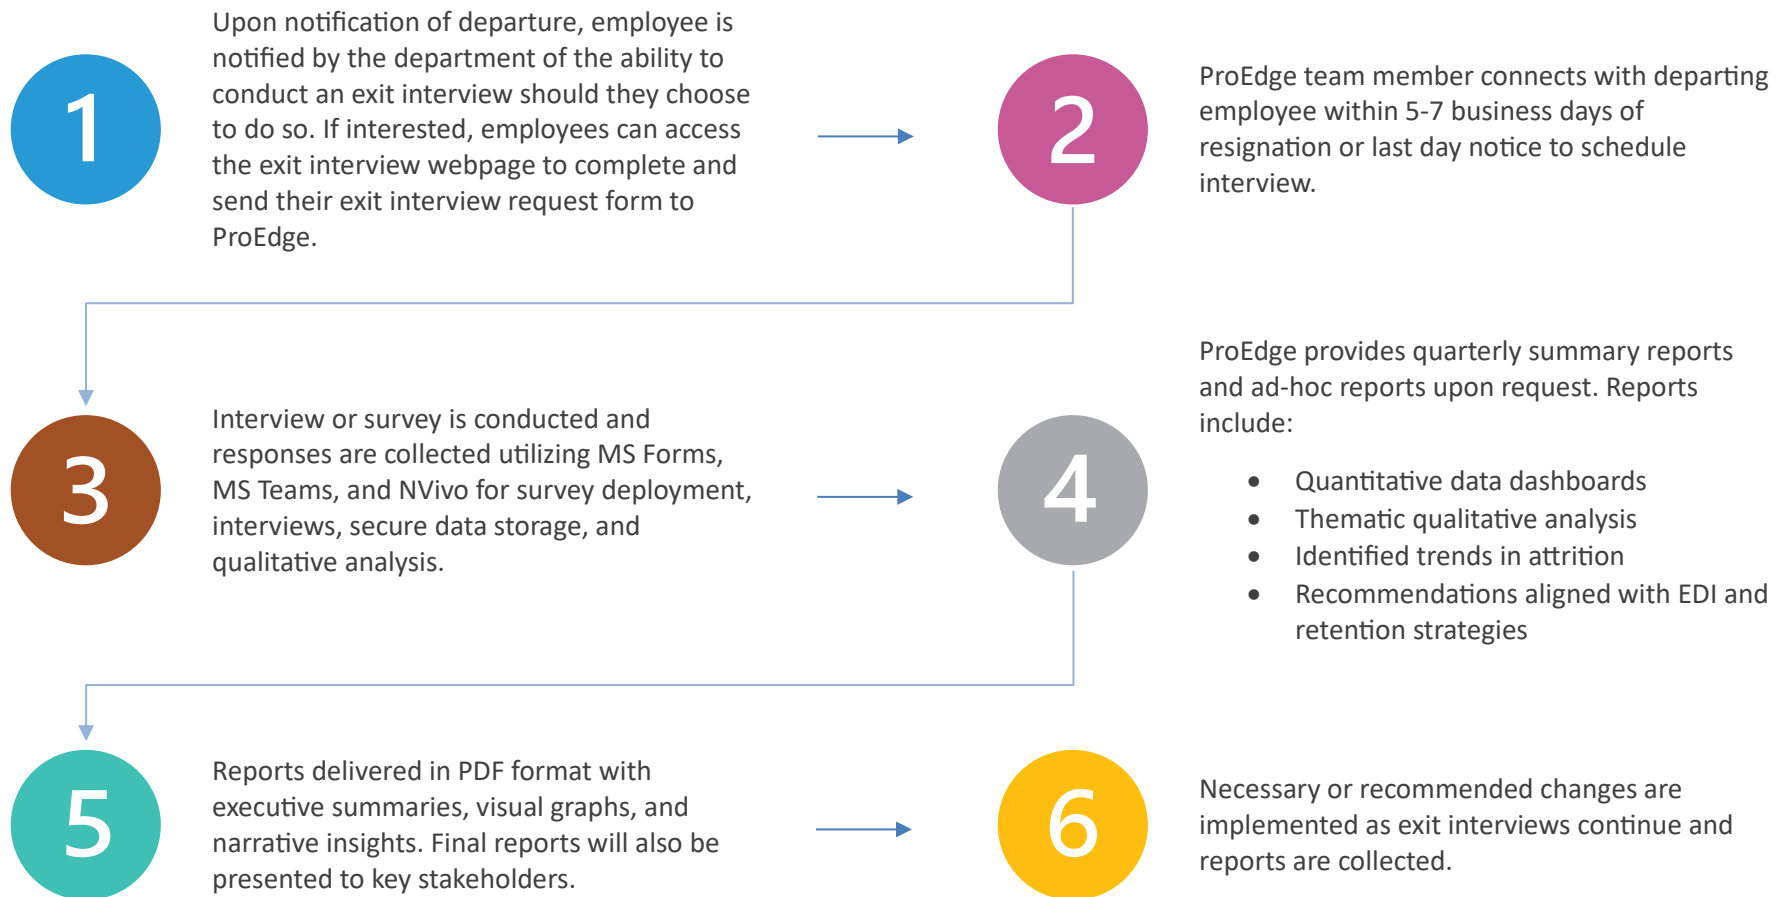 1
Upon notification of departure, employee is
notified by the department of the ability to
conduct an exit interview should they choose
to do so. If interested, employees can access
the exit interview webpage to complete and
send their exit interview request form to
ProEdge.
2
ProEdge team member connects with departing
employee within 5-7 business days of
resignation or last day notice to schedule
interview.
3
Interview or survey is conducted and
responses are collected utilizing MS Forms,
MS Teams, and NVivo for survey deployment,
interviews, secure data storage, and
qualitative analysis.
4
ProEdge provides quarterly summary reports
and ad-hoc reports upon request. Reports
include:
• Quantitative data dashboards
• Thematic qualitative analysis
• Identified trends in attrition
• Recommendations aligned with EDI and
retention strategies
5
Reports delivered in PDF format with
executive summaries, visual graphs, and
narrative insights. Final reports will also be
presented to key stakeholders.
6
Necessary or recommended changes are
implemented as exit interviews continue and
reports are collected.